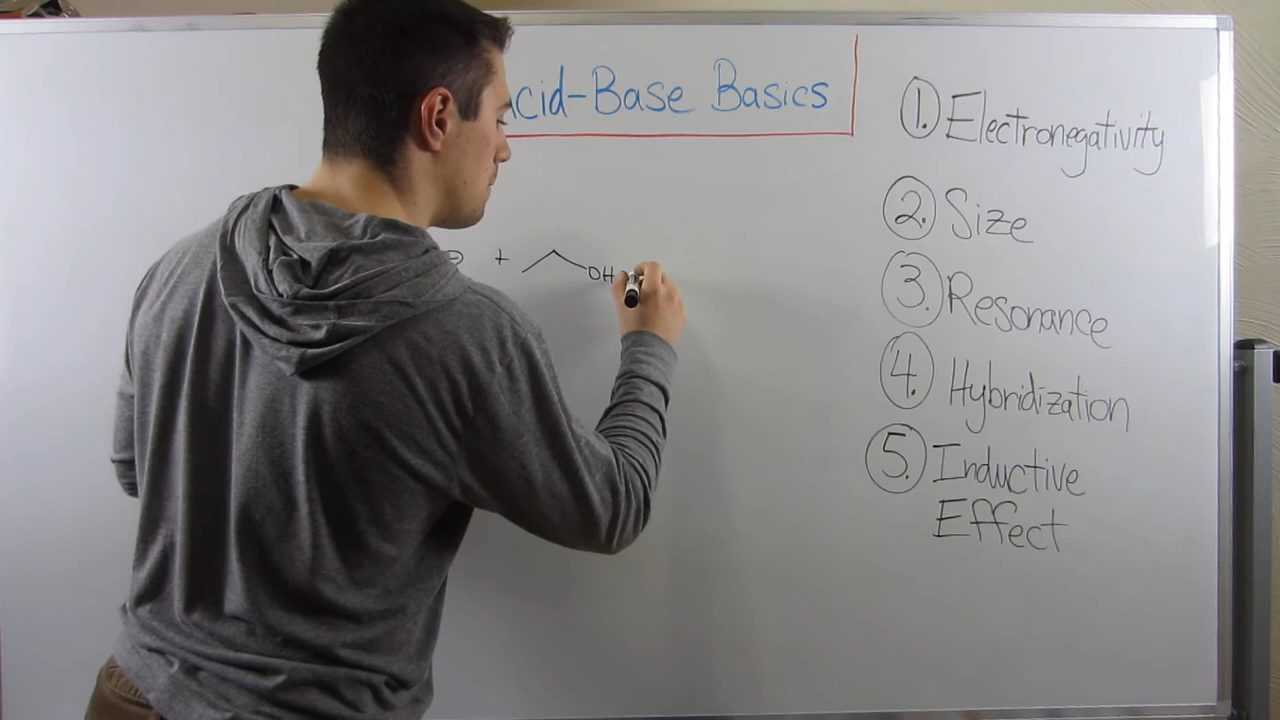 cid-Base Basics
1. Electronegativity
2. Size
3. Resonance
4. Hybridization
5. Inductive
Effect
⊖ + OH